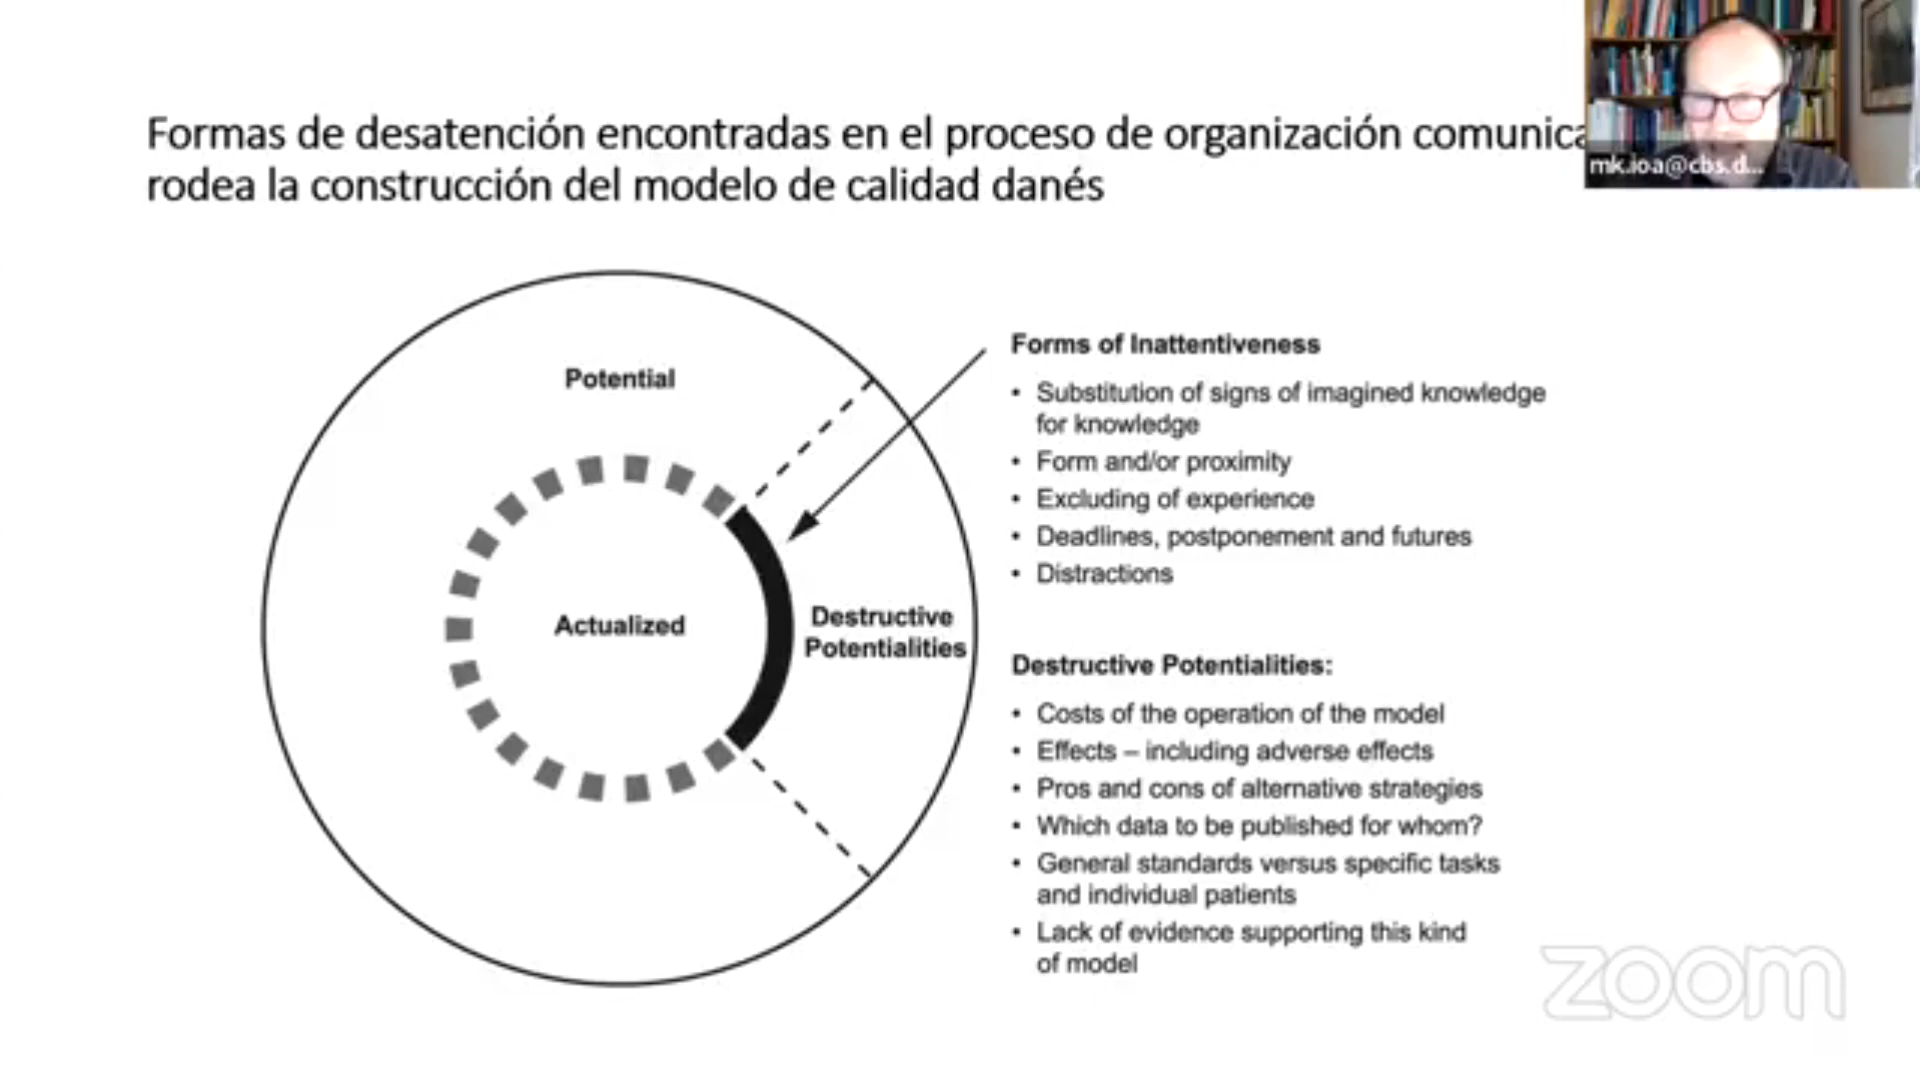 Formas de desatención encontradas en el proceso de organización comunica
rodea la construcción del modelo de calidad danés
mk.ioa@cbs.d...
Potential
Actualized
Destructive
Potentialities
Forms of Inattentiveness
• Substitution of signs of imagined knowledge
for knowledge
• Form and/or proximity
• Excluding of experience
• Deadlines, postponement and futures
• Distractions
Destructive Potentialities:
• Costs of the operation of the model
• Effects – including adverse effects
• Pros and cons of alternative strategies
• Which data to be published for whom?
• General standards versus specific tasks
and individual patients
• Lack of evidence supporting this kind
of model
zoom